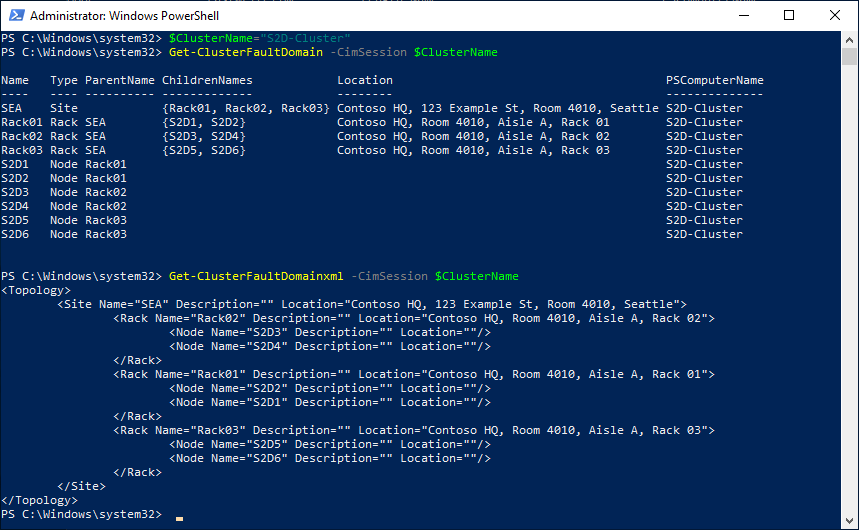 Administrator: Windows PowerShell
PS C:\Windows\system32> $ClusterName="S2D-Cluster"
PS C:\Windows\system32> Get-ClusterFaultDomain -CimSession $ClusterName
Name   Type ParentName ChildrenNames            Location                                       PSComputerName
----   ---- ---------- -------------            --------                                       --------------
SEA    Site            {Rack01, Rack02, Rack03} Contoso HQ, 123 Example St, Room 4010, Seattle S2D-Cluster
Rack01 Rack SEA        {S2D1, S2D2}             Contoso HQ, Room 4010, Aisle A, Rack 01        S2D-Cluster
Rack02 Rack SEA        {S2D3, S2D4}             Contoso HQ, Room 4010, Aisle A, Rack 02        S2D-Cluster
Rack03 Rack SEA        {S2D5, S2D6}             Contoso HQ, Room 4010, Aisle A, Rack 03        S2D-Cluster
S2D1   Node Rack01                                                                             S2D-Cluster
S2D2   Node Rack01                                                                             S2D-Cluster
S2D3   Node Rack02                                                                             S2D-Cluster
S2D4   Node Rack02                                                                             S2D-Cluster
S2D5   Node Rack03                                                                             S2D-Cluster
S2D6   Node Rack03                                                                             S2D-Cluster
PS C:\Windows\system32> Get-ClusterFaultDomainxml -CimSession $ClusterName
<Topology>
        <Site Name="SEA" Description="" Location="Contoso HQ, 123 Example St, Room 4010, Seattle">
                <Rack Name="Rack02" Description="" Location="Contoso HQ, Room 4010, Aisle A, Rack 02">
                        <Node Name="S2D3" Description="" Location=""/>
                        <Node Name="S2D4" Description="" Location=""/>
                </Rack>
                <Rack Name="Rack01" Description="" Location="Contoso HQ, Room 4010, Aisle A, Rack 01">
                        <Node Name="S2D2" Description="" Location=""/>
                        <Node Name="S2D1" Description="" Location=""/>
                </Rack>
                <Rack Name="Rack03" Description="" Location="Contoso HQ, Room 4010, Aisle A, Rack 03">
                        <Node Name="S2D5" Description="" Location=""/>
                        <Node Name="S2D6" Description="" Location=""/>
                </Rack>
        </Site>
</Topology>
PS C:\Windows\system32>